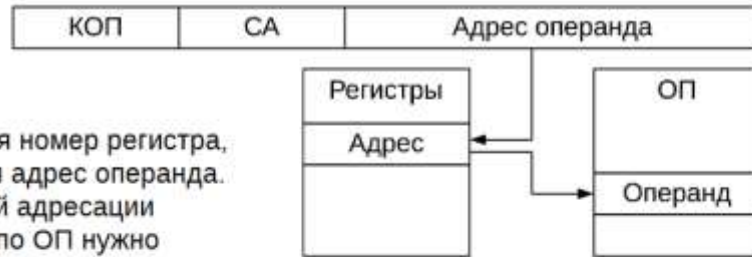 КОП СА Адрес операнда
Регистры ОП
я номер регистра, Адрес
адрес операнда.
Операнд
й адресации
по ОП нужно